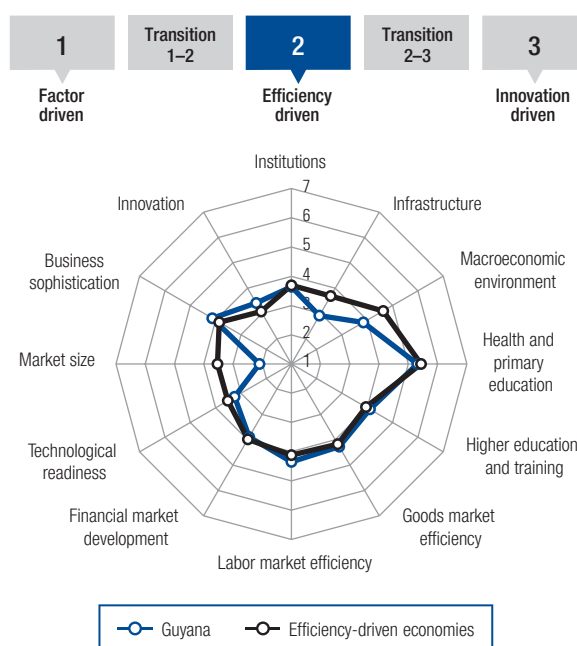 1
Transition
1–2
2
Transition
2–3
3
Factor
driven
Efficiency
driven
Innovation
driven
Institutions
Innovation
Infrastructure
Business
sophistication
Macroeconomic
environment
Market size
Health and
primary
education
Technological
readiness
Higher education
and training
Financial market
development
Goods market
efficiency
Labor market efficiency
7
6
5
4
3
2
1
Guyana
Efficiency-driven economies